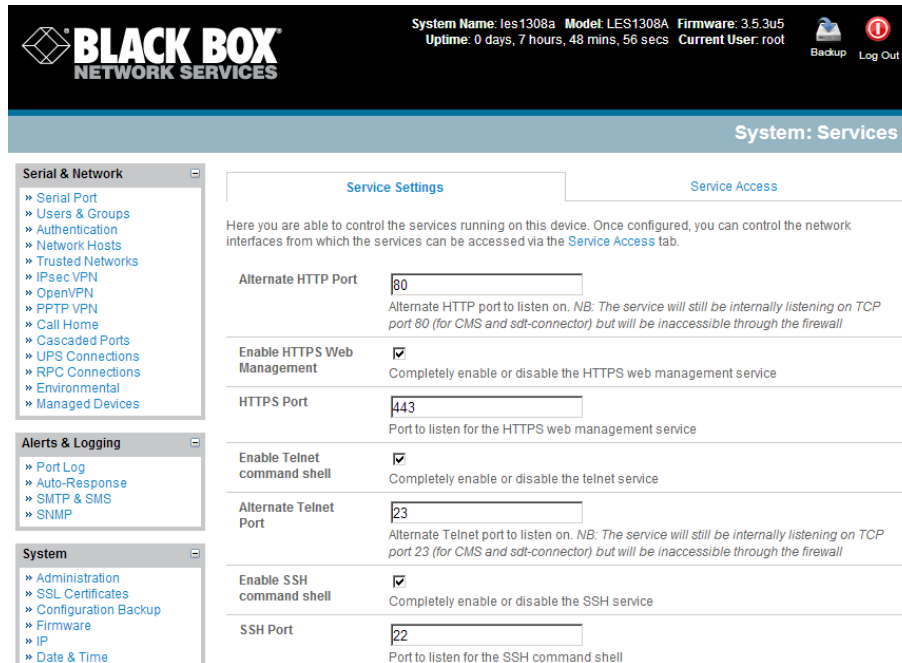 BLACK BOX®
NETWORK SERVICES
System Name: les1308a Model: LES1308A Firmware: 3.5.3u5
Uptime: 0 days, 7 hours, 48 mins, 56 secs Current User: root
Backup
Log Out
System: Services
Serial & Network
» Serial Port
» Users & Groups
» Authentication
» Network Hosts
» Trusted Networks
» IPsec VPN
» OpenVPN
» PPTP VPN
» Call Home
» Cascaded Ports
» UPS Connections
» RPC Connections
» Environmental
» Managed Devices
Alerts & Logging
» Port Log
» Auto-Response
» SMTP & SMS
» SNMP
System
» Administration
» SSL Certificates
» Configuration Backup
» Firmware
» IP
» Date & Time
Service Settings
Service Access
Here you are able to control the services running on this device. Once configured, you can control the network
interfaces from which the services can be accessed via the Service Access tab.
Alternate HTTP Port
80
Alternate HTTP port to listen on. NB: The service will still be internally listening on TCP
port 80 (for CMS and sdt-connector) but will be inaccessible through the firewall
Enable HTTPS Web
Management
Completely enable or disable the HTTPS web management service
HTTPS Port
443
Port to listen for the HTTPS web management service
Enable Telnet
command shell
Completely enable or disable the telnet service
Alternate Telnet
Port
23
Alternate Telnet port to listen on. NB: The service will still be internally listening on TCP
port 23 (for CMS and sdt-connector) but will be inaccessible through the firewall
Enable SSH
command shell
Completely enable or disable the SSH service
SSH Port
22
Port to listen for the SSH command shell